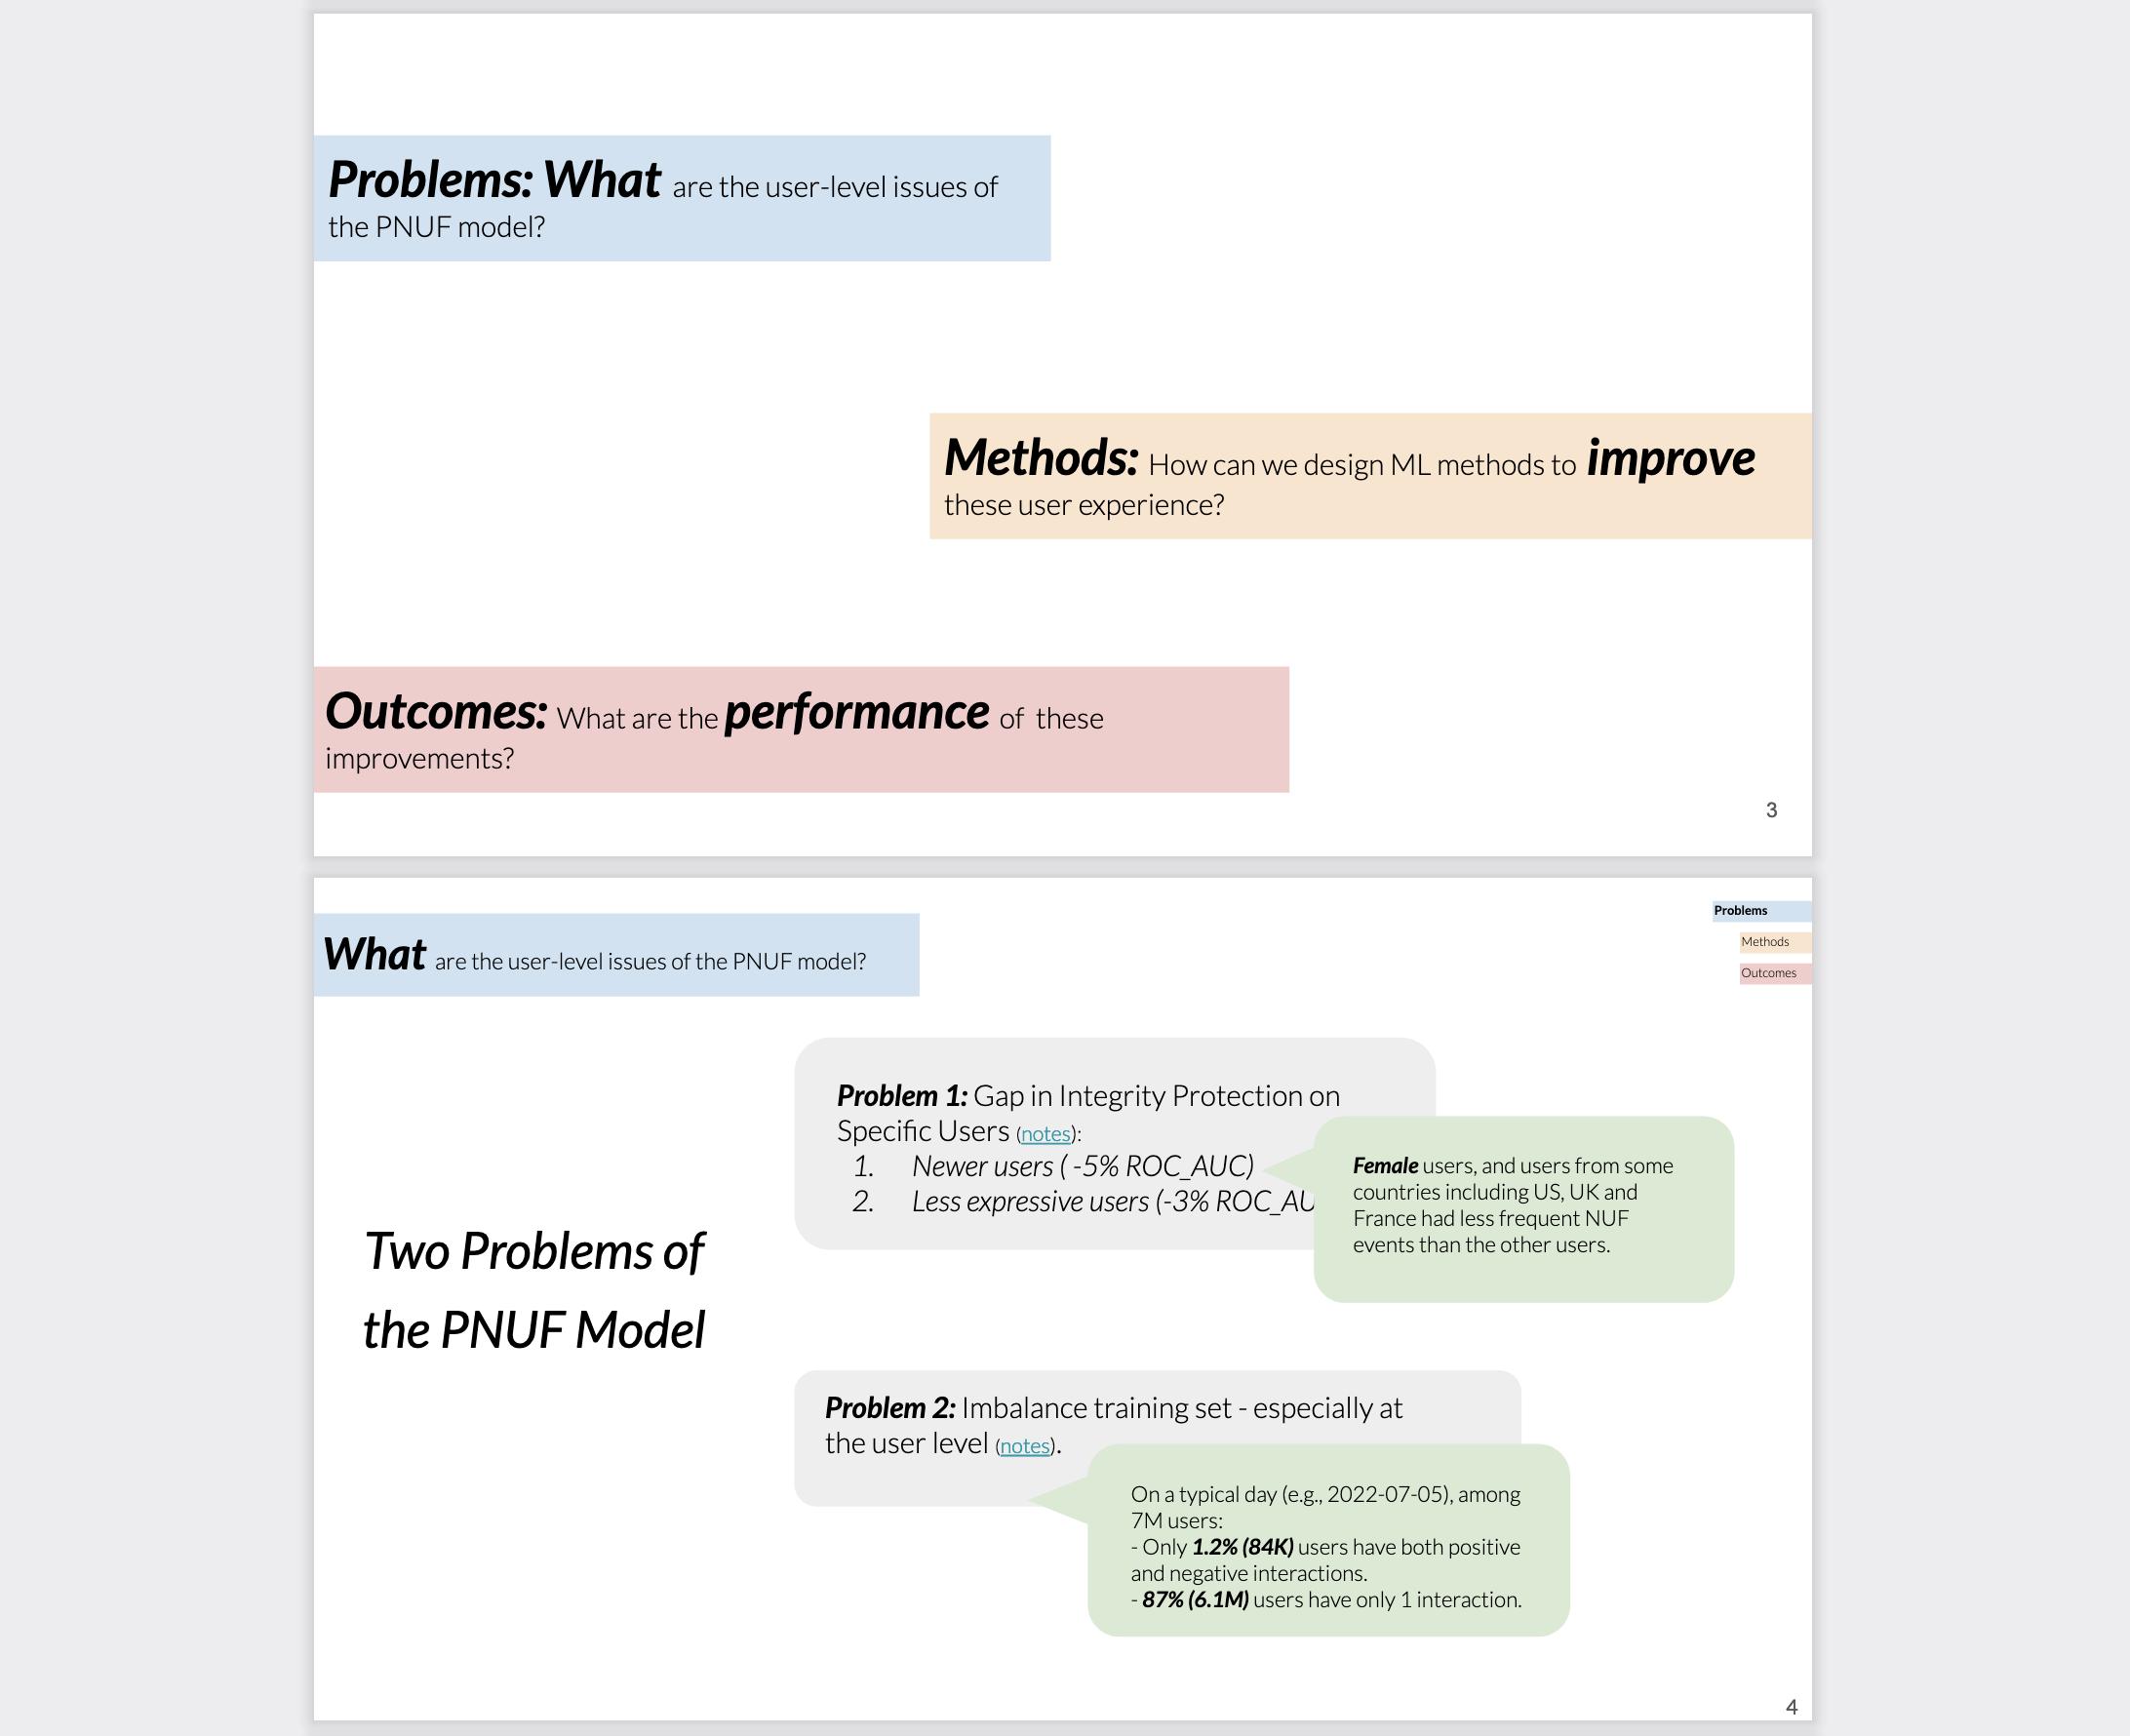 Problems: What are the user-level issues of
the PNUF model?
Methods: How can we design ML methods to improve
these user experience?
Outcomes: What are the performance of these
improvements?
3
What are the user-level issues of the PNUF model?
Problems
Methods
Outcomes
Two Problems of
the PNUF Model
Problem 1: Gap in Integrity Protection on
Specific Users (notes):
1. Newer users ( -5% ROC_AUC)
2. Less expressive users (-3% ROC_AU
Female users, and users from some
countries including US, UK and
France had less frequent NUF
events than the other users.
Problem 2: Imbalance training set - especially at
the user level (notes).
On a typical day (e.g., 2022-07-05), among
7M users:
- Only 1.2% (84K) users have both positive
and negative interactions.
- 87% (6.1M) users have only 1 interaction.
4